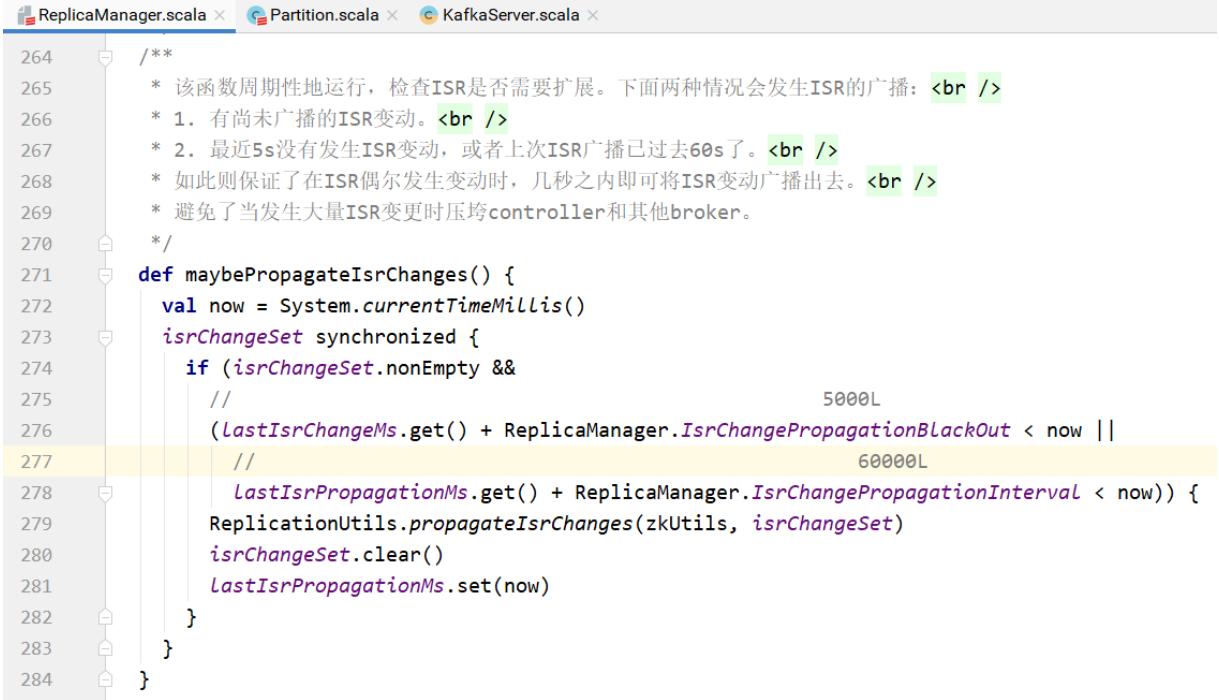 ReplicaManager.scala × Partition.scala × KafkaServer.scala ×
264 /**
265 * 该函数周期性地运行，检查ISR是否需要扩展。下面两种情况会发生ISR的广播：<br />
266 * 1. 有尚未广播的ISR变动。<br />
267 * 2. 最近5s没有发生ISR变动，或者上次ISR广播已过去60s了。<br />
268 * 如此则保证了在ISR偶尔发生变动时，几秒之内即可将ISR变动广播出去。<br />
269 * 避免了当发生大量ISR变更时压垮controller和其他broker。
270 */
271 def maybePropagateIsrChanges() {
272 val now = System.currentTimeMillis()
273 isrChangeSet synchronized {
274 if (isrChangeSet.nonEmpty &&
275 // 5000L
276 (lastIsrChangeMs.get() + ReplicaManager.IsrChangePropagationBlackOut < now ||
277 // 60000L
278 lastIsrPropagationMs.get() + ReplicaManager.IsrChangePropagationInterval < now)) {
279 ReplicationUtils.propagateIsrChanges(zkUtils, isrChangeSet)
280 isrChangeSet.clear()
281 lastIsrPropagationMs.set(now)
282 }
283 }
284 }